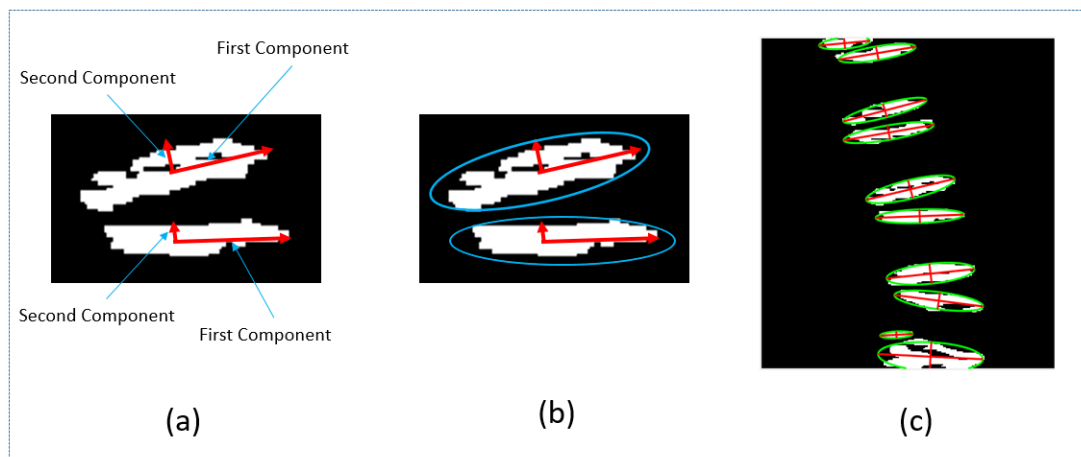 First Component
Second Component
Second Component
First Component
(a)
(b)
(c)